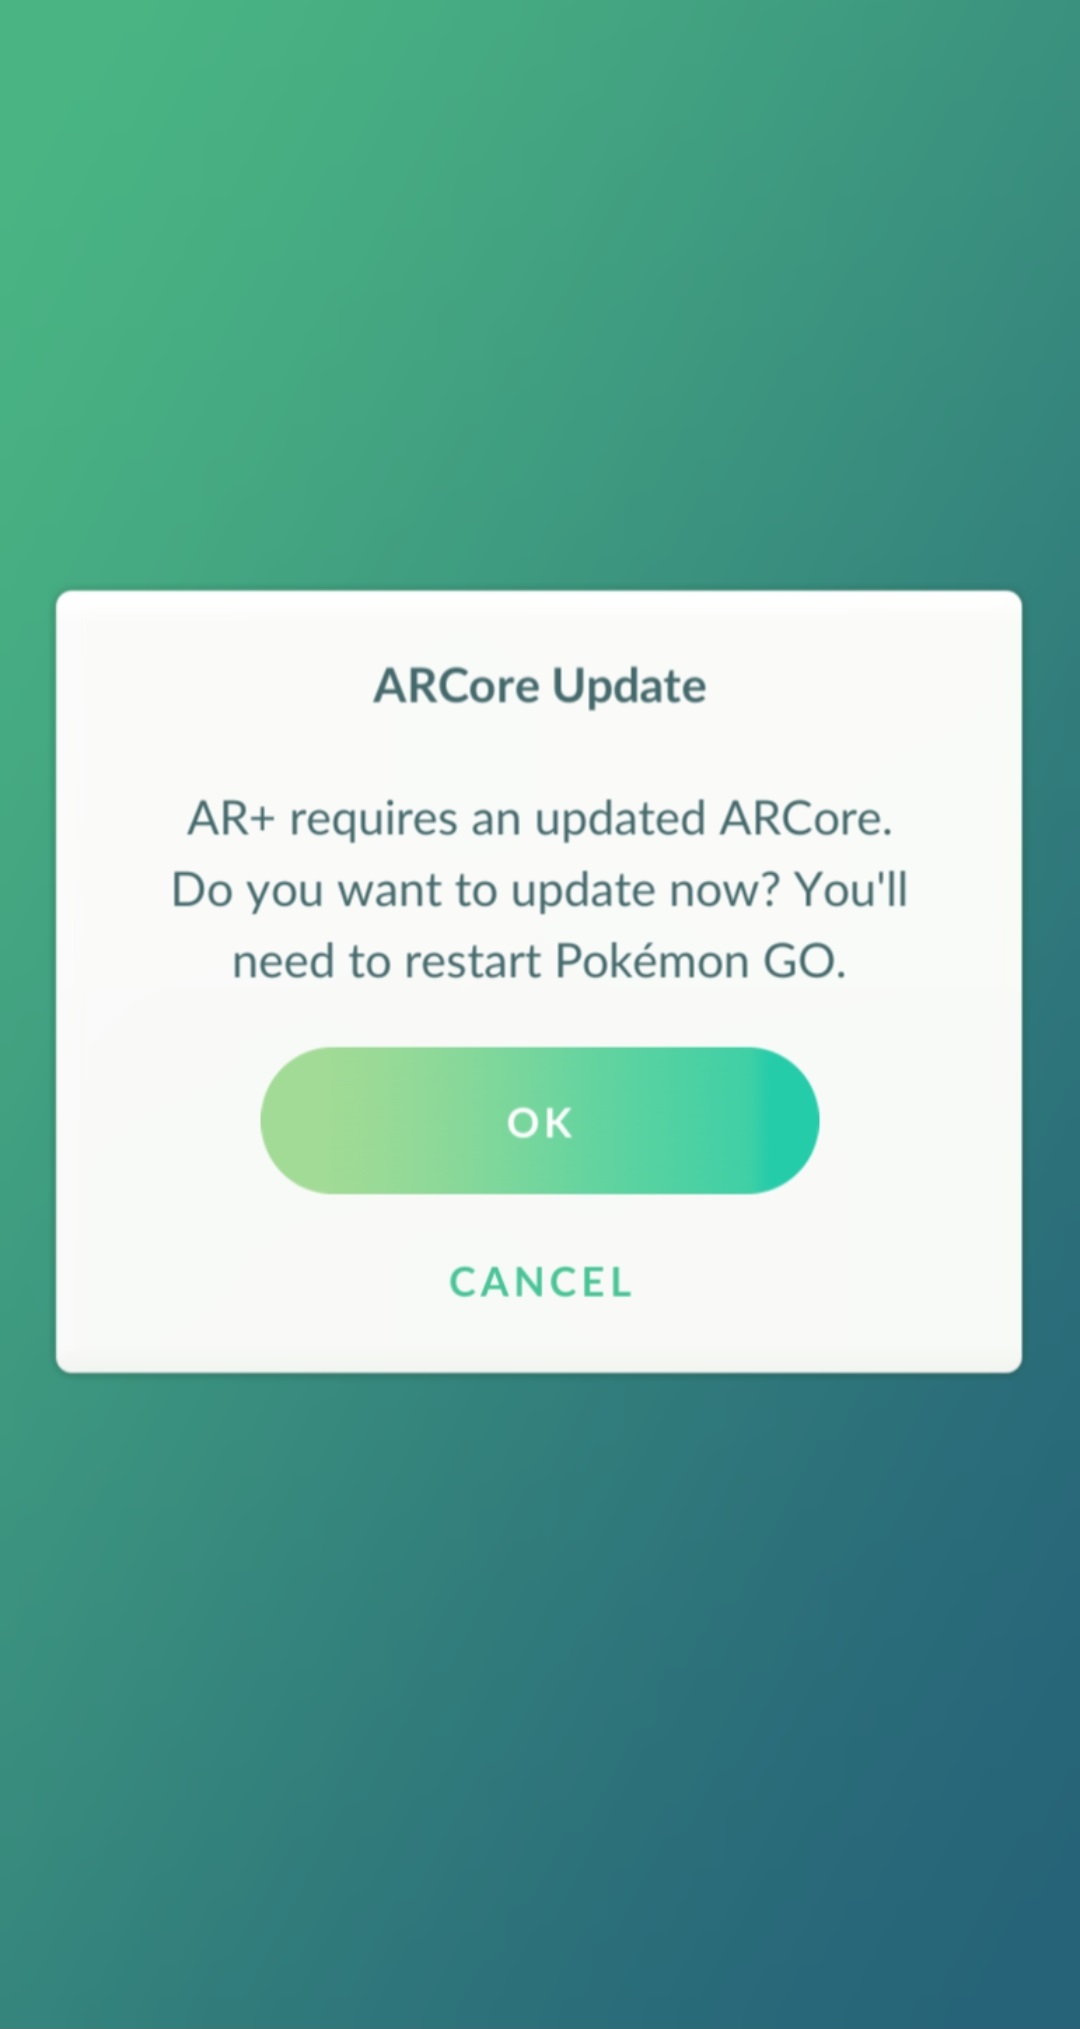 ARCore Update
AR+ requires an updated ARCore.
Do you want to update now? You'll
need to restart Pokémon GO.
OK
CANCEL